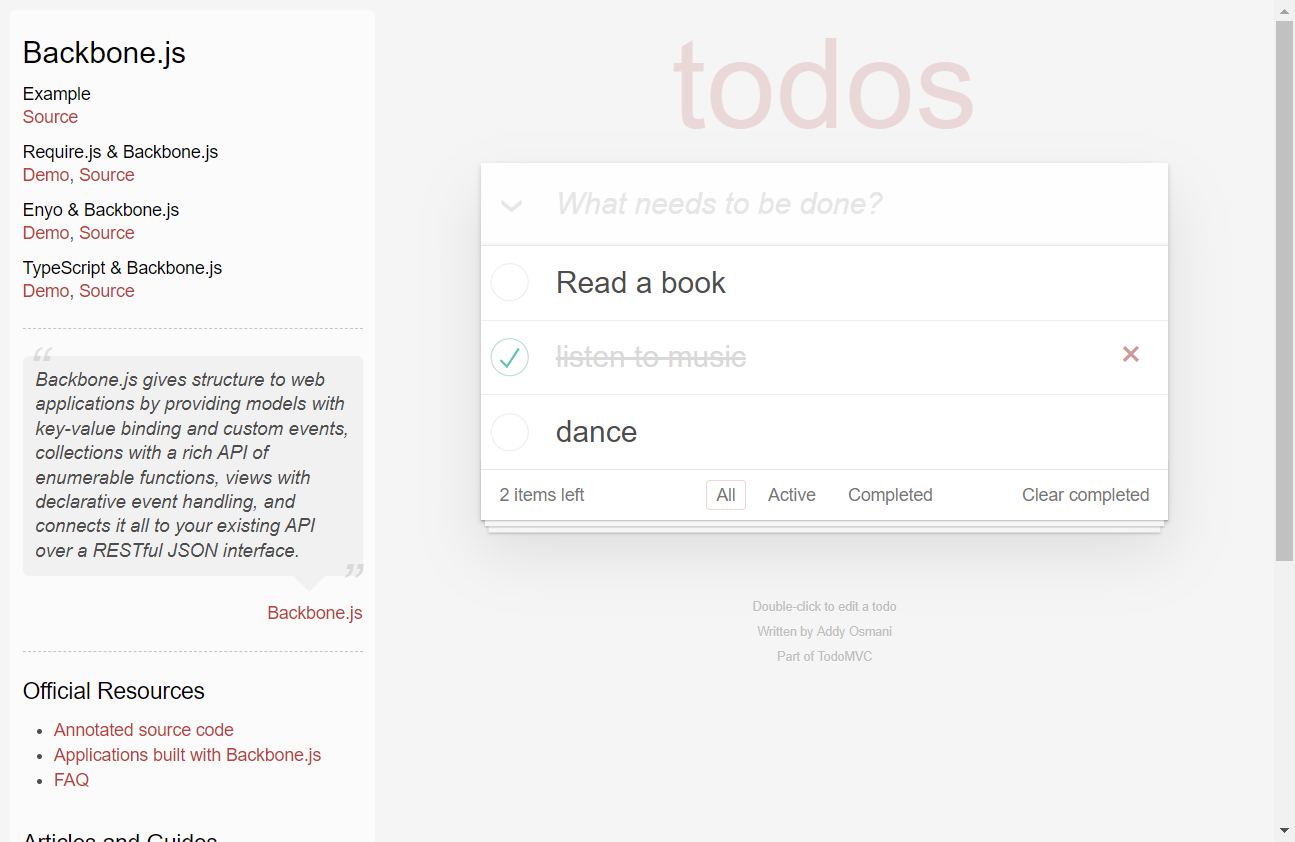 Backbone.js
Example
Source
Require.js & Backbone.js
Demo, Source
Enyo & Backbone.js
Demo, Source
TypeScript & Backbone.js
Demo, Source
“
Backbone.js gives structure to web
applications by providing models with
key-value binding and custom events,
collections with a rich API of
enumerable functions, views with
declarative event handling, and
connects it all to your existing API
over a RESTful JSON interface.
”
Backbone.js
Official Resources
• Annotated source code
• Applications built with Backbone.js
• FAQ
Articles and Guides
todos
What needs to be done?
Read a book
listen to music
dance
2 items left All Active Completed Clear completed
Double-click to edit a todo
Written by Addy Osmani
Part of TodoMVC